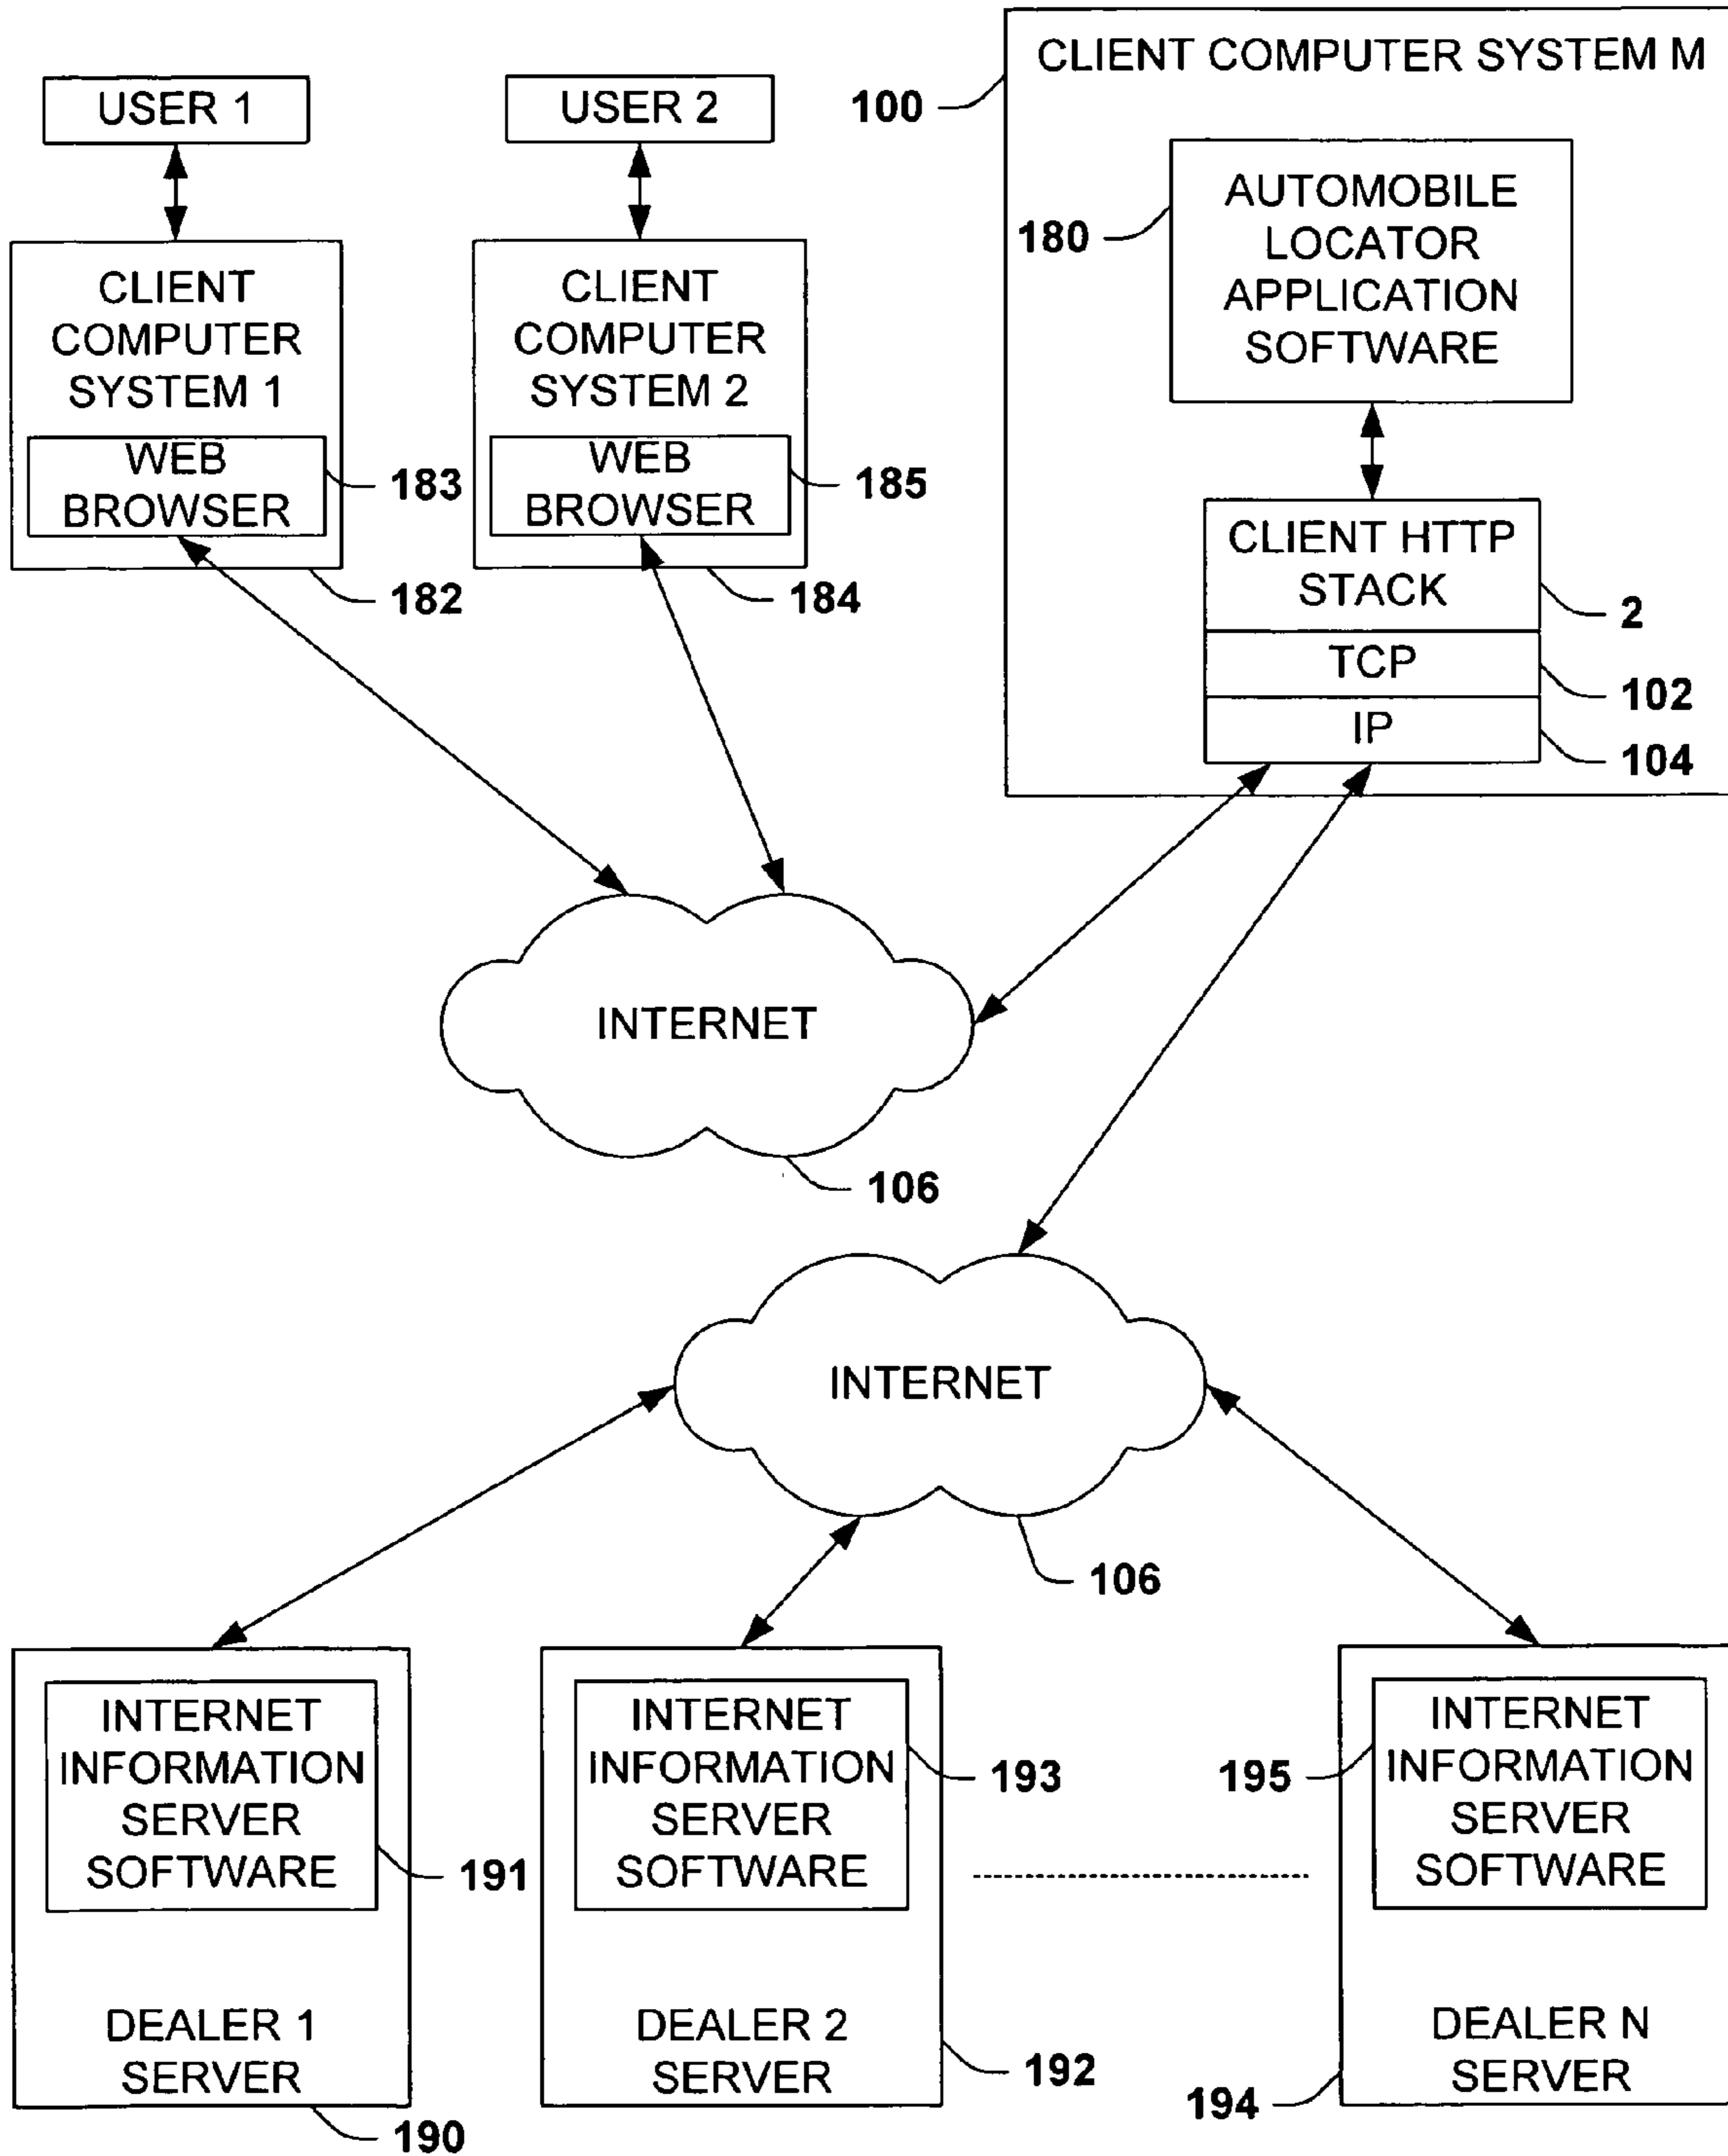 USER 1
USER 2
CLIENT COMPUTER SYSTEM M
100
AUTOMOBILE
LOCATOR
APPLICATION
SOFTWARE
180
CLIENT
COMPUTER
SYSTEM 1
WEB
BROWSER
183
182
CLIENT
COMPUTER
SYSTEM 2
WEB
BROWSER
185
184
CLIENT HTTP
STACK
2
TCP
102
IP
104
INTERNET
106
INTERNET
106
INTERNET
INFORMATION
SERVER
SOFTWARE
191
DEALER 1
SERVER
190
INTERNET
INFORMATION
SERVER
SOFTWARE
193
DEALER 2
SERVER
192
INTERNET
INFORMATION
SERVER
SOFTWARE
195
DEALER N
SERVER
194